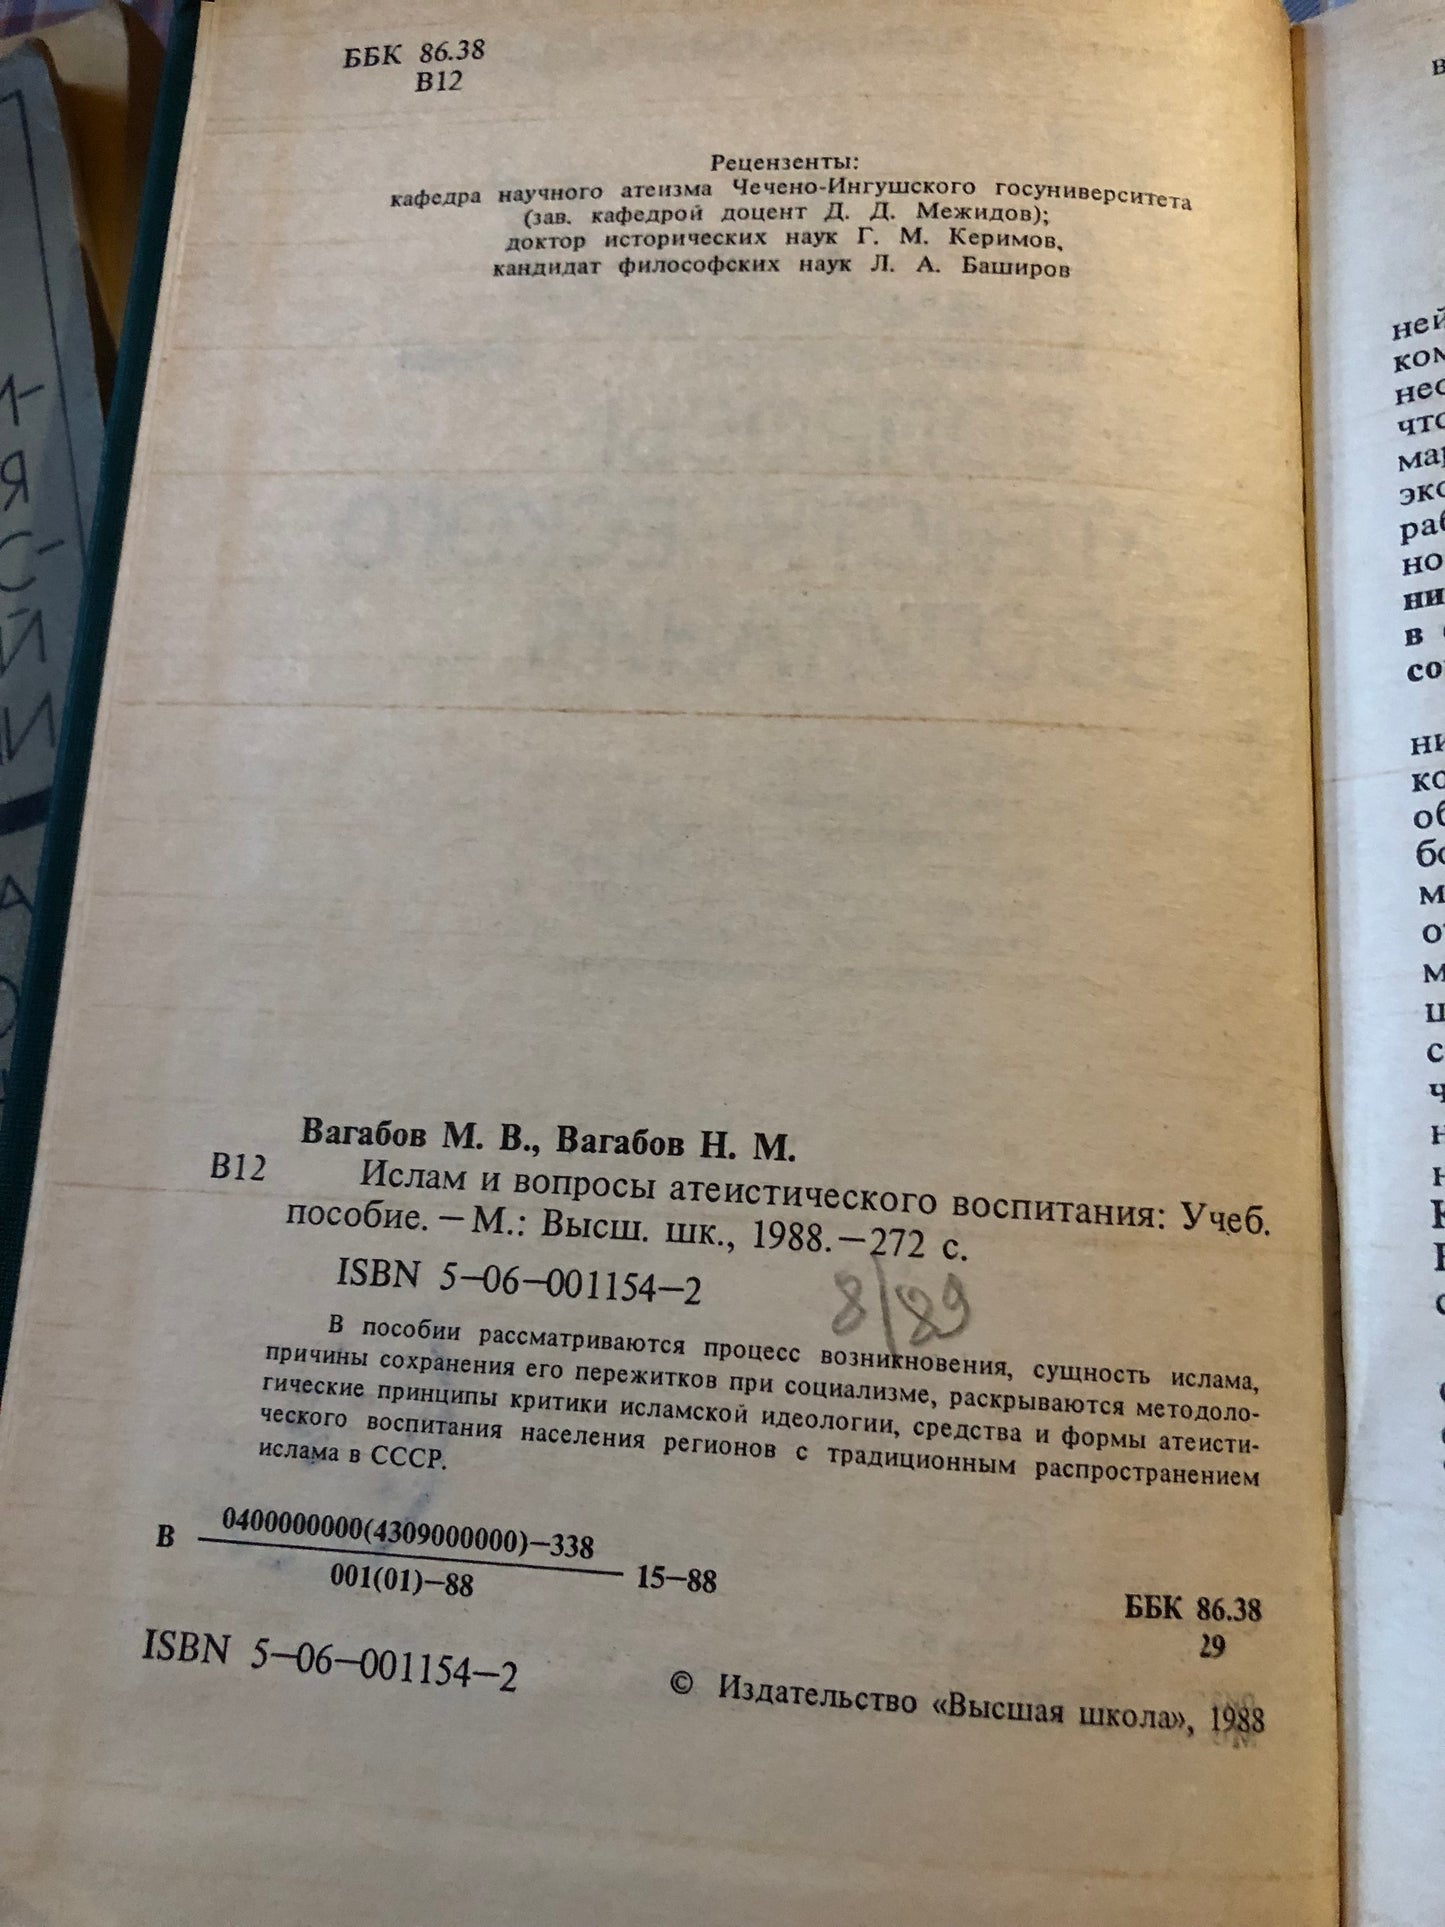 ББК 86.38
В12
Рецензенты:
кафедра научного атеизма Чечено-Ингушского госуниверситета
(зав. кафедрой доцент Д. Д. Межидов);
доктор исторических наук Г. М. Керимов,
кандидат философских наук Л. А. Баширов
Вагабов М. В., Вагабов Н. М.
В12 Ислам и вопросы атеистического воспитания: Учеб.
пособие. — М.: Высш. шк., 1988. — 272 с.
ISBN 5—06—001154—2
8/89
В пособии рассматриваются процесс возникновения, сущность ислама,
причины сохранения его пережитков при социализме, раскрываются методоло-
гические принципы критики исламской идеологии, средства и формы атеисти-
ческого воспитания населения регионов с традиционным распространением
ислама в СССР.
0400000000(4309000000)—338
В 15—88
001(01)—88
ББК 86.38
29
ISBN 5—06—001154—2
© Издательство «Высшая школа», 1988